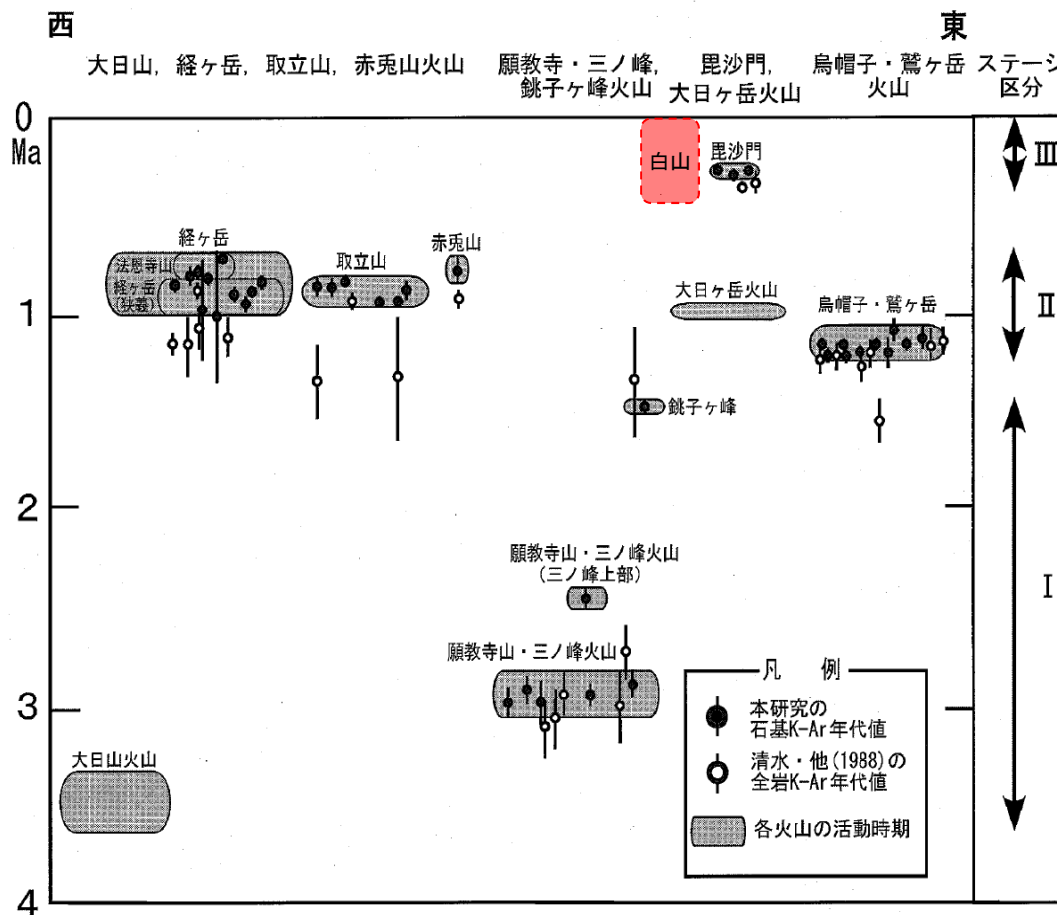 西
東
大日山, 経ヶ岳, 取立山, 赤兎山火山
願教寺・三ノ峰,
銚子ヶ峰火山
毘沙門,
大日ヶ岳火山
烏帽子・鷲ヶ岳
火山
ステージ
区分
0
Ma
白山
毘沙門
Ⅲ
経ヶ岳
法恩寺山
経ヶ岳
(狭義)
取立山
赤兎山
大日ヶ岳火山
烏帽子・鷲ヶ岳
1
Ⅱ
銚子ヶ峰
2
願教寺山・三ノ峰火山
(三ノ峰上部)
Ⅰ
願教寺山・三ノ峰火山
3
大日山火山
凡 例
本研究の
石基K-Ar年代値
清水・他(1988)の
全岩K-Ar年代値
各火山の活動時期
4